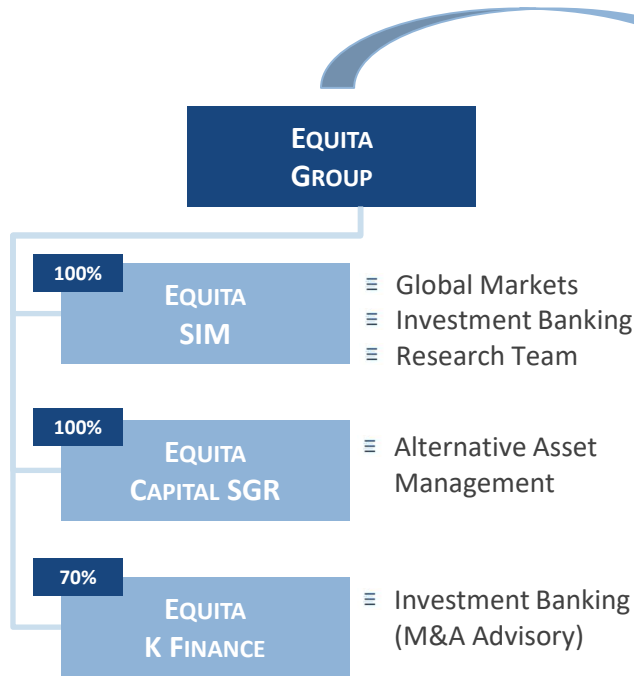 EQUITA
GROUP
100%
EQUITA
SIM
Global Markets
Investment Banking
Research Team
100%
EQUITA
CAPITAL SGR
Alternative Asset
Management
70%
EQUITA
K FINANCE
Investment Banking
(M&A Advisory)